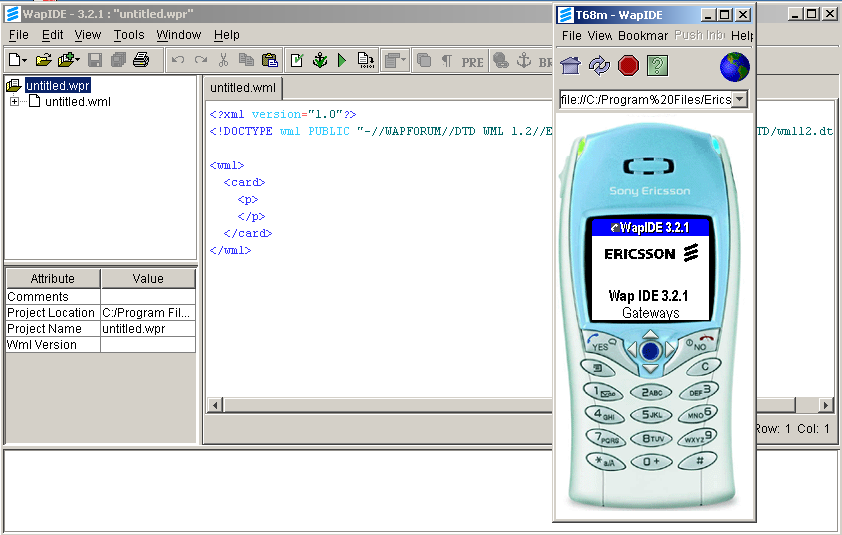 WapIDE - 3.2.1 : "untitled.wpr"
File Edit View Tools Window Help
PRE
BR
untitled.wpr
untitled.wml
Attribute Value
Comments
Project Location C:/Program Fil...
Project Name untitled.wpr
Wml Version
untitled.wml
<?xml version="1.0"?>
<!DOCTYPE wml PUBLIC "-//WAPFORUM//DTD WML 1.2//E
TD/wml12.dt
<wml>
<card>
<p>
</p>
</card>
</wml>
Row: 1 Col: 1
T68m - WapIDE
File View Bookmar Push Inb Help
file://C:/Program%20Files/Erics
Sony Ericsson
WapIDE 3.2.1
ERICSSON
Wap IDE 3.2.1
Gateways
YES NO
C
1 2ABC DEF3
4GHI 5JKL MNO6
7PQRS 8TUV WXYZ9
*a/A 0+ #